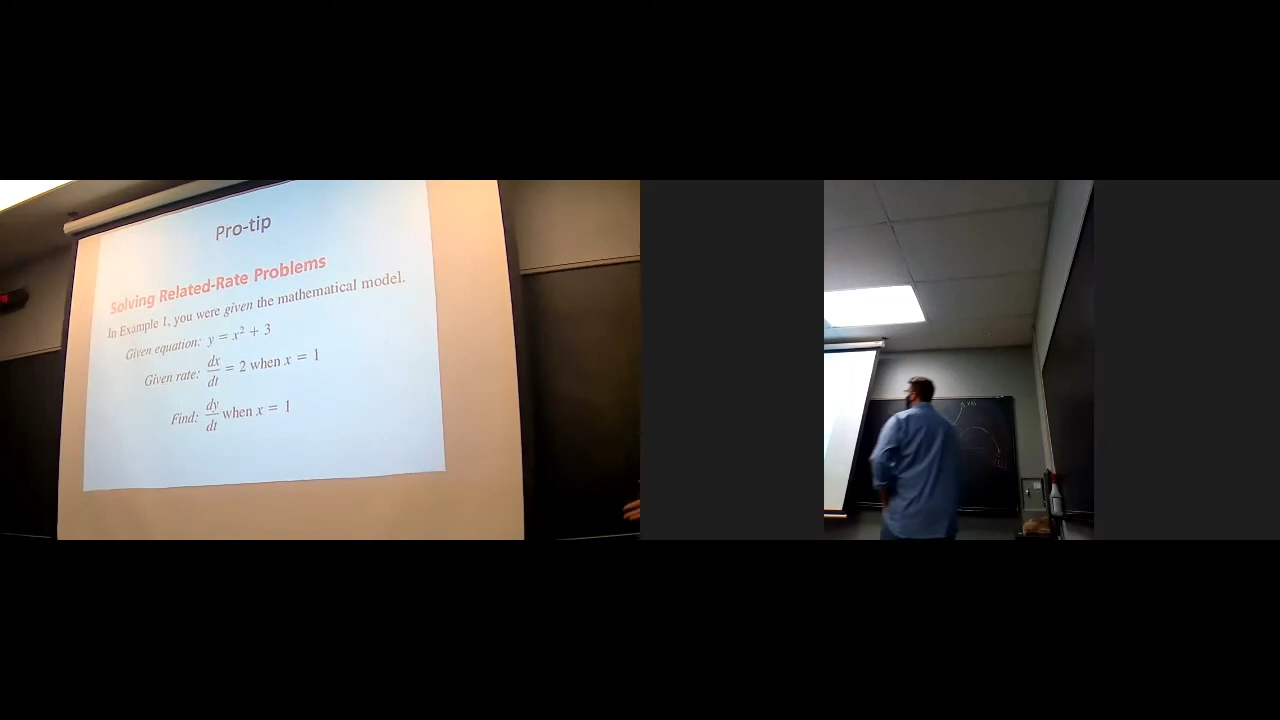 Pro-tip
Solving Related-Rate Problems
In Example 1, you were given the mathematical model.
Given equation: y = x² + 3
Given rate: dx/dt = 2 when x = 1
Find: dy/dt when x = 1